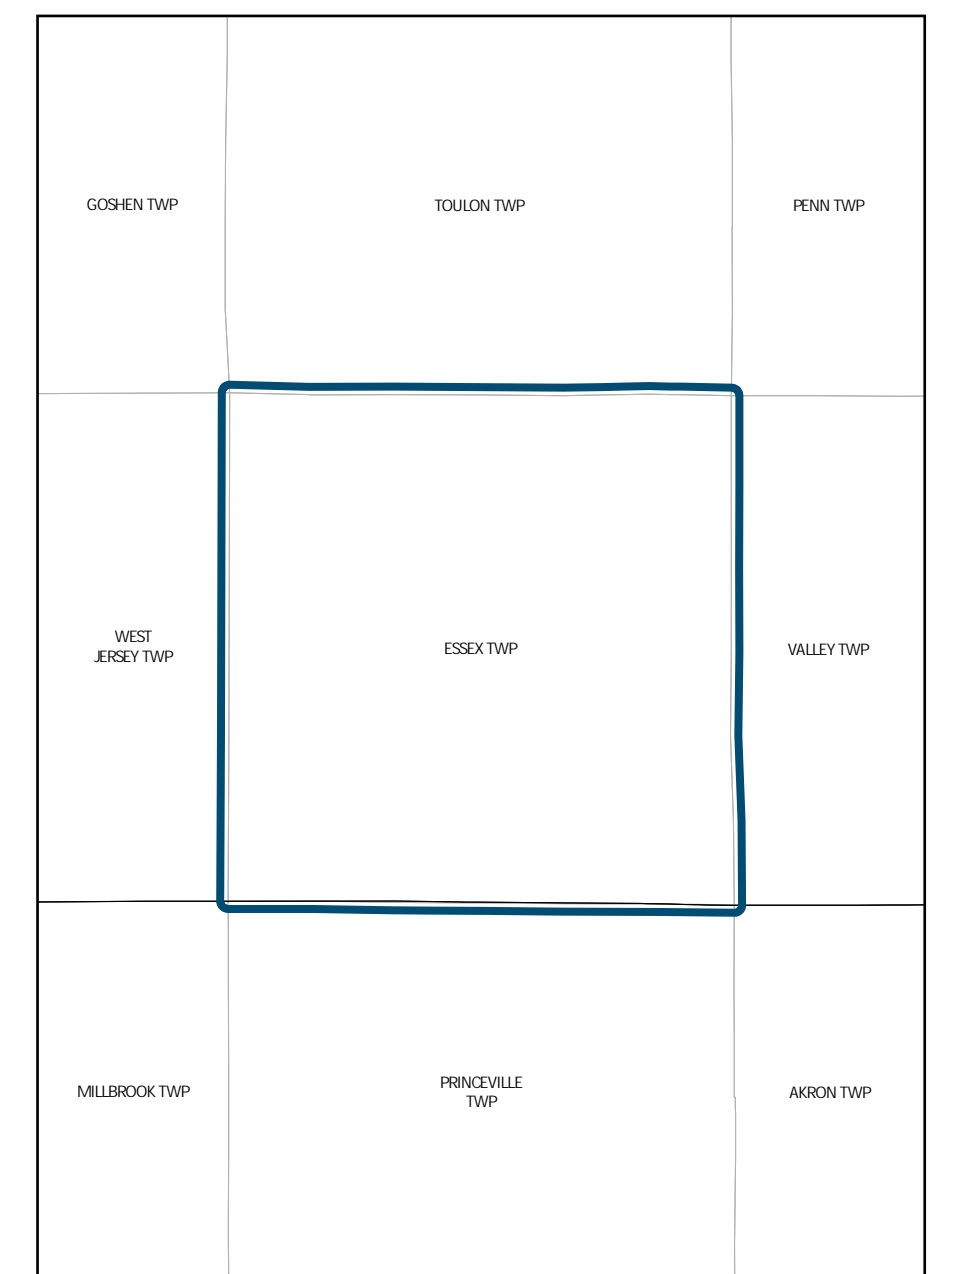 GOSHEN TWP
TOULON TWP
PENN TWP
WEST
JERSEY TWP
ESSEX TWP
VALLEY TWP
MILLBROOK TWP
PRINCEVILLE
TWP
AKRON TWP